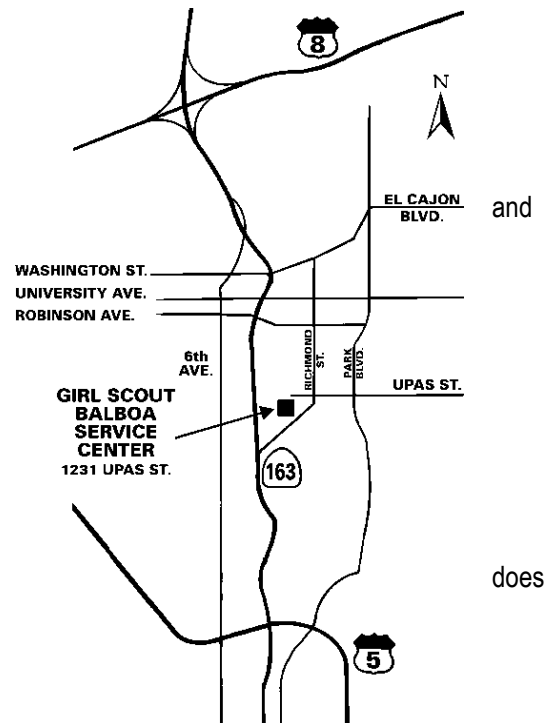 8
N
EL CAJON
BLVD.
and
WASHINGTON ST.
UNIVERSITY AVE.
ROBINSON AVE.
6th
AVE.
RICHMOND
ST.
PARK
BLVD.
UPAS ST.
GIRL SCOUT
BALBOA
SERVICE
CENTER
1231 UPAS ST.
163
does
5